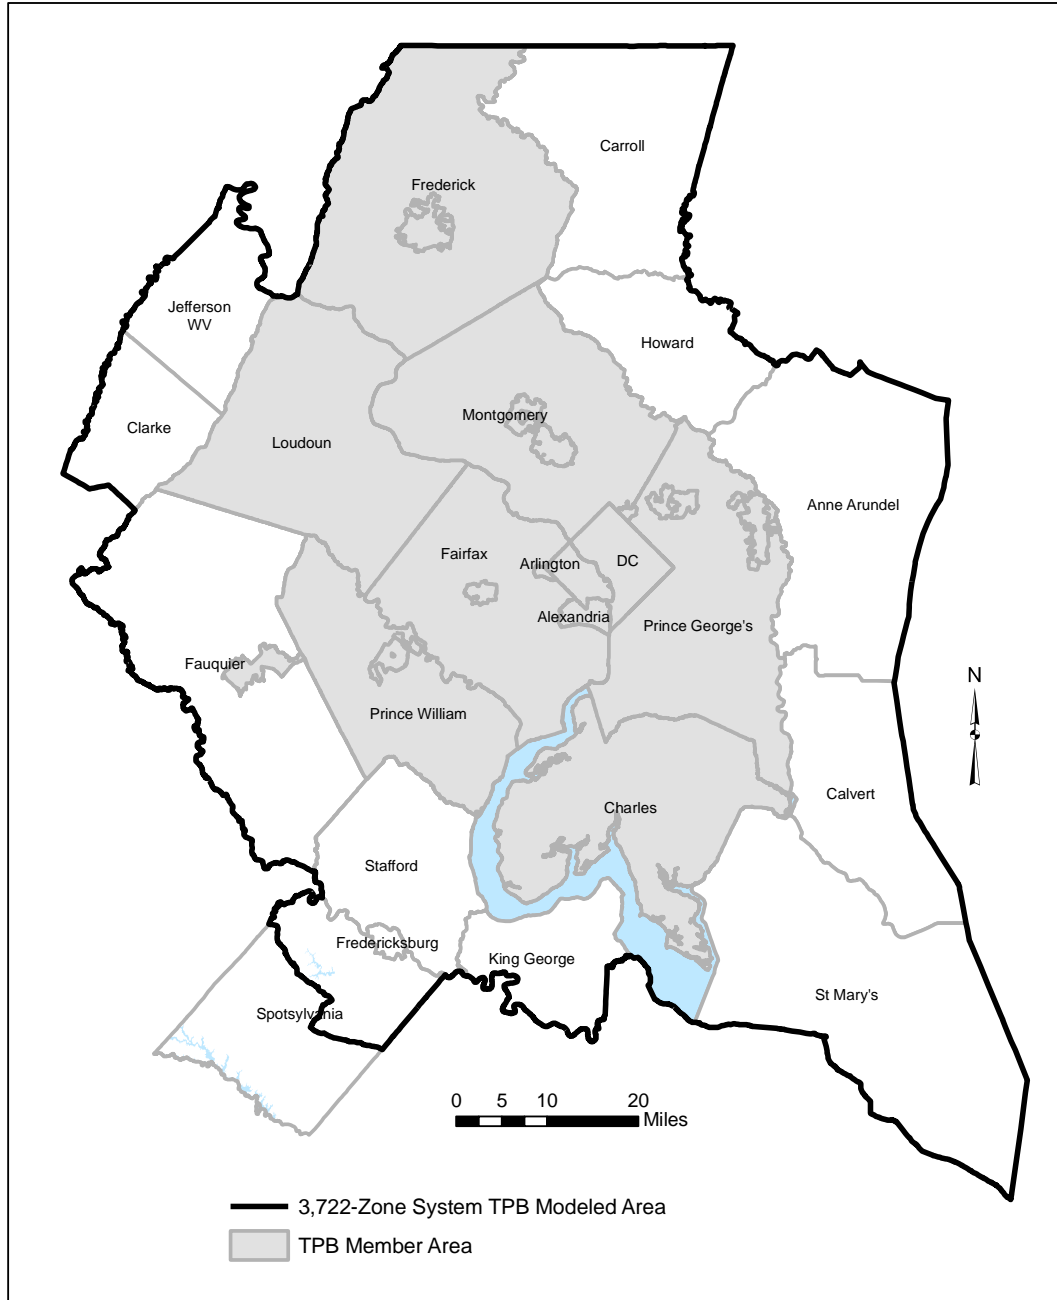 Carroll
Frederick
Jefferson
WV
Howard
Montgomery
Clarke
Loudoun
Anne Arundel
Fairfax
Arlington
DC
Alexandria
Prince George's
Fauquier
N
Prince William
Calvert
Charles
Stafford
Fredericksburg
King George
St Mary's
Spotsylvania
0 5 10 20
Miles
3,722-Zone System TPB Modeled Area
TPB Member Area